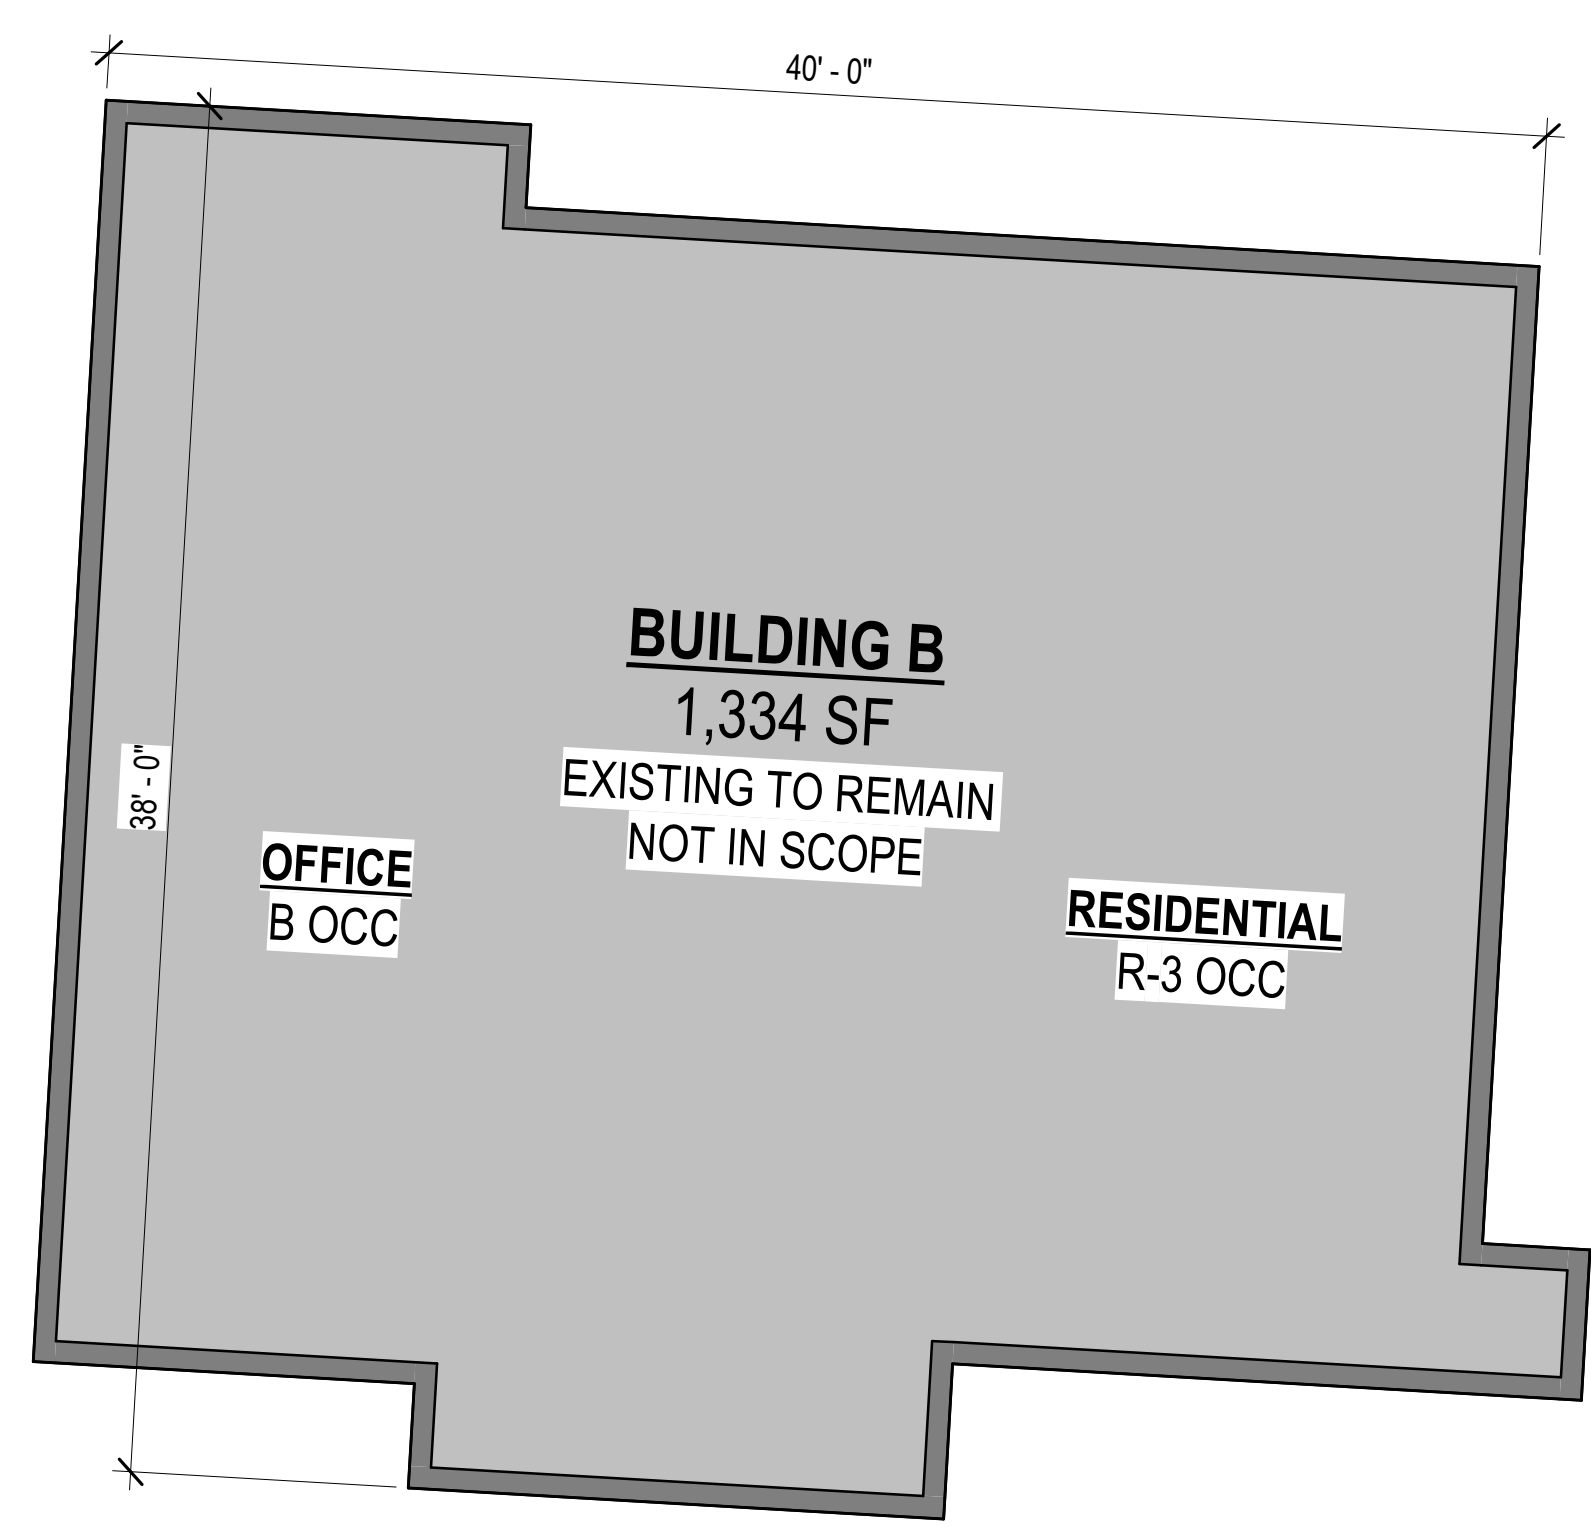 40' - 0"
BUILDING B
1,334 SF
EXISTING TO REMAIN
NOT IN SCOPE
38' - 0"
OFFICE
B OCC
RESIDENTIAL
R-3 OCC